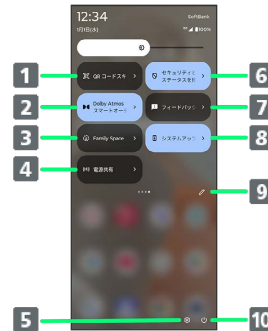 12:34
SoftBank
1月1日(水)
100%
1
QR コードスキ
セキュリティと
ステータスを
6
2
Dolby Atmos
スマートオー
フィードバック
7
3
Family Space
システムアップ
8
4
電源共有
9
5
10